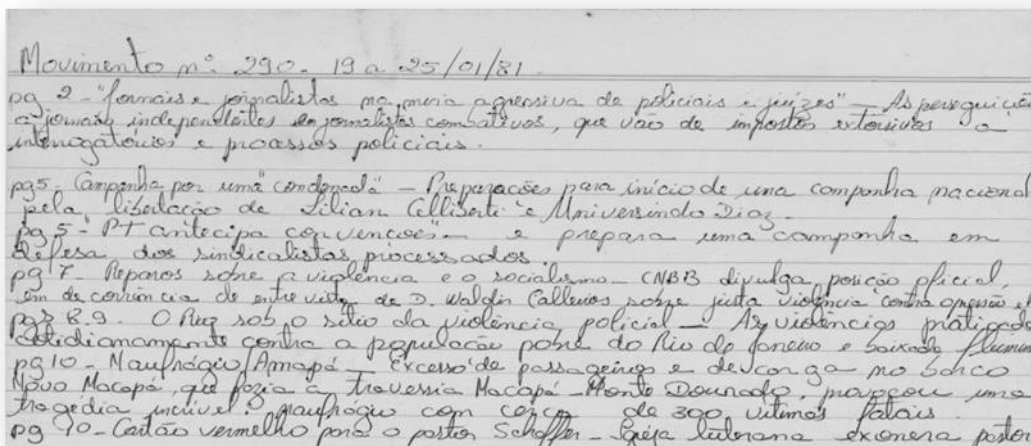 Movimento nº 290 - 19 a 25/01/81
pg 2 - "Jornais e jornalistas na mira agressiva de policiais e juízes" - As perseguiçõe
a jornais independentes e a jornalistas combativos, que vão de impostos extorsivos a
interrogatórios e processos policiais.
pg 5. Campanha por uma "condenada" - Preparações para início de uma campanha nacional
pela libertação de Lilian Celliberti e Universindo Diaz.
pg 5 - PT antecipa convenções - e prepara uma campanha em
defesa dos sindicalistas processados.
pg 7 - Reparos sobre a violência e o socialismo - CNBB divulga posição oficial,
em decorrência de entrevista de D. Waldir Calheiros sobre justa violência contra opressão
pgs 8.9. O Rio sob o sítio da violência policial - As violências praticad
cotidianamente contra a população pobre do Rio de Janeiro e baixada flumin
pg 10 - Naufrágio/Amapá - Excesso de passageiros e de carga no barco
Novo Macapá, que fazia a travessia Macapá-Monte Dourado, provocou uma
tragédia incrível: naufrágio com cerca de 300 vítimas fatais.
pg 10 - Cartão vermelho para o pastor Scheffer - Igreja luterana exonera pastor